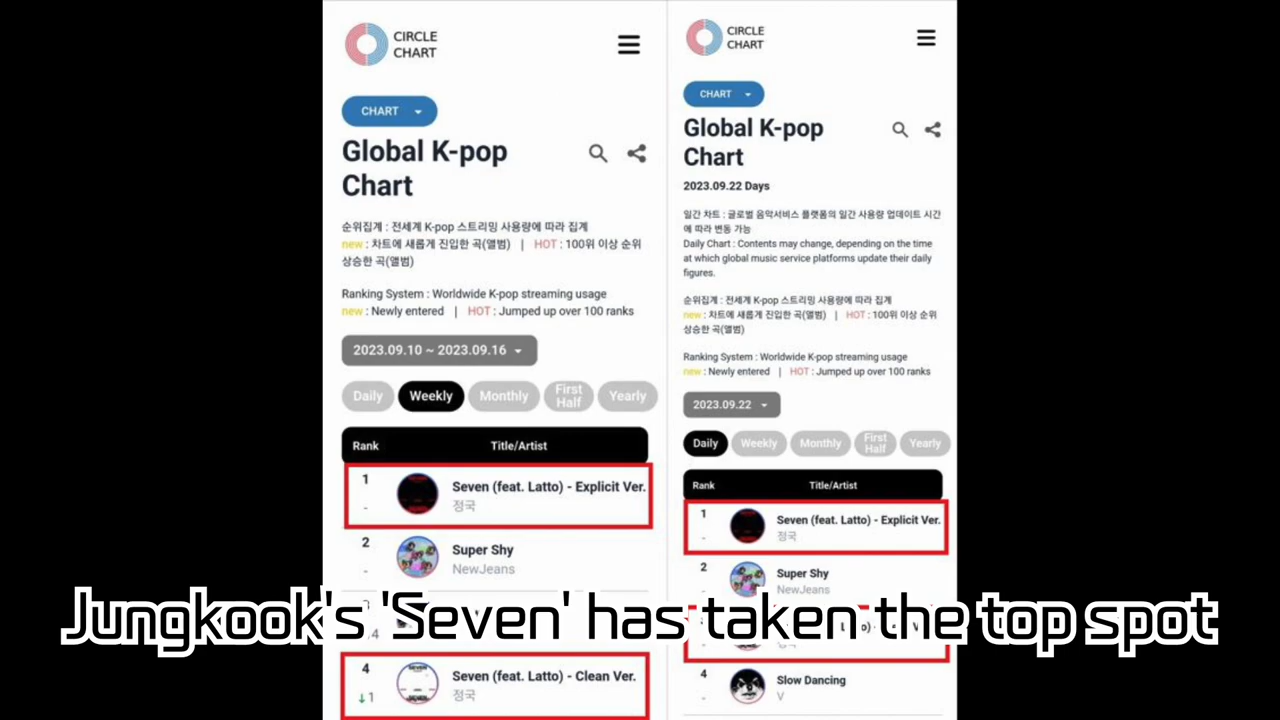 CIRCLE
CHART
CHART
Global K-pop
Chart
순위집계 : 전세계 K-pop 스트리밍 사용량에 따라 집계
new : 차트에 새롭게 진입한 곡(앨범) | HOT : 100위 이상 순위
상승한 곡(앨범)
Ranking System : Worldwide K-pop streaming usage
new : Newly entered | HOT : Jumped up over 100 ranks
2023.09.10 ~ 2023.09.16
Daily Weekly Monthly First Half Yearly
Rank Title/Artist
1 Seven (feat. Latto) - Explicit Ver.
- 정국
2 Super Shy
- NewJeans
4 Seven (feat. Latto) - Clean Ver.
↓1 정국
CIRCLE
CHART
CHART
Global K-pop
Chart
2023.09.22 Days
일간 차트 : 글로벌 음악서비스 플랫폼의 일간 사용량 업데이트 시간
에 따라 변동 가능
Daily Chart : Contents may change, depending on the time
at which global music service platforms update their daily
figures.
순위집계 : 전세계 K-pop 스트리밍 사용량에 따라 집계
new : 차트에 새롭게 진입한 곡(앨범) | HOT : 100위 이상 순위
상승한 곡(앨범)
Ranking System : Worldwide K-pop streaming usage
new : Newly entered | HOT : Jumped up over 100 ranks
2023.09.22
Daily Weekly Monthly First Half Yearly
Rank Title/Artist
1 Seven (feat. Latto) - Explicit Ver.
- 정국
2 Super Shy
- NewJeans
4 Slow Dancing
- V
Jungkook's 'Seven' has taken the top spot